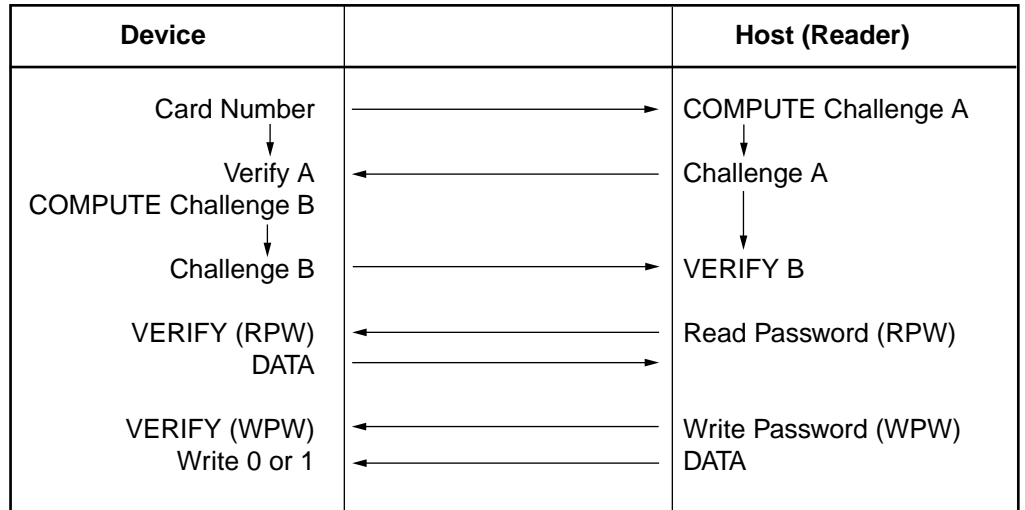 Device Host (Reader)
Card Number COMPUTE Challenge A
Verify A Challenge A
COMPUTE Challenge B
Challenge B VERIFY B
VERIFY (RPW) Read Password (RPW)
DATA
VERIFY (WPW) Write Password (WPW)
Write 0 or 1 DATA